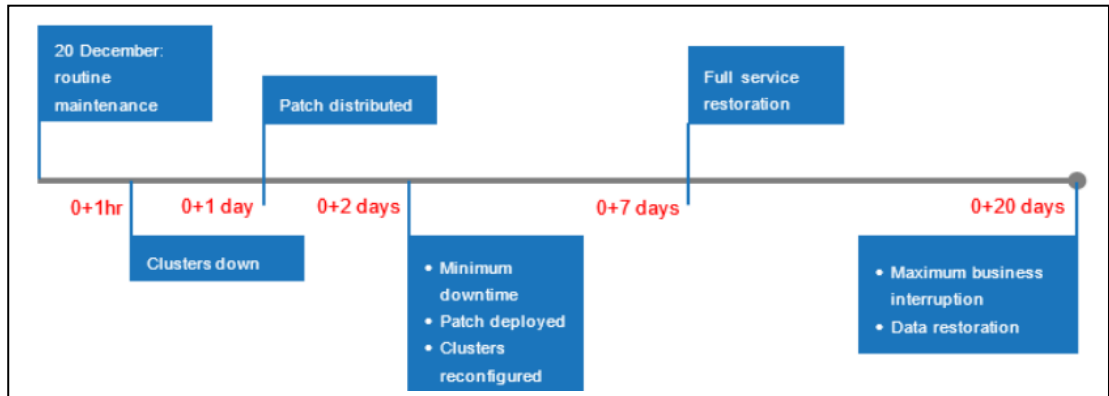 20 December:
routine
maintenance
Patch distributed
Full service
restoration
0+1hr
0+1 day
0+2 days
0+7 days
0+20 days
Clusters down
• Minimum
downtime
• Patch deployed
• Clusters
reconfigured
• Maximum business
interruption
• Data restoration